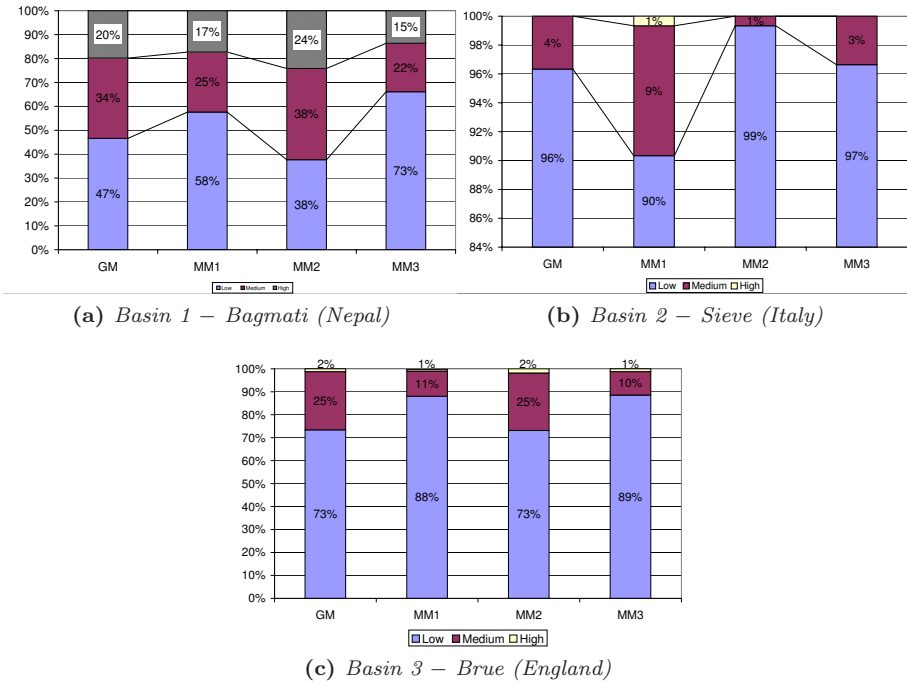 100%
90%
80%
70%
60%
50%
40%
30%
20%
10%
0%
20% 17% 24% 15%
34% 25% 38% 22%
47% 58% 38% 73%
GM MM1 MM2 MM3
Low Medium High
(a) Basin 1 – Bagmati (Nepal)
100%
98%
96%
94%
92%
90%
88%
86%
84%
1% 1%
4% 9% 3%
96% 90% 99% 97%
GM MM1 MM2 MM3
Low Medium High
(b) Basin 2 – Sieve (Italy)
100%
90%
80%
70%
60%
50%
40%
30%
20%
10%
0%
2% 1% 2% 1%
25% 11% 25% 10%
73% 88% 73% 89%
GM MM1 MM2 MM3
Low Medium High
(c) Basin 3 – Brue (England)